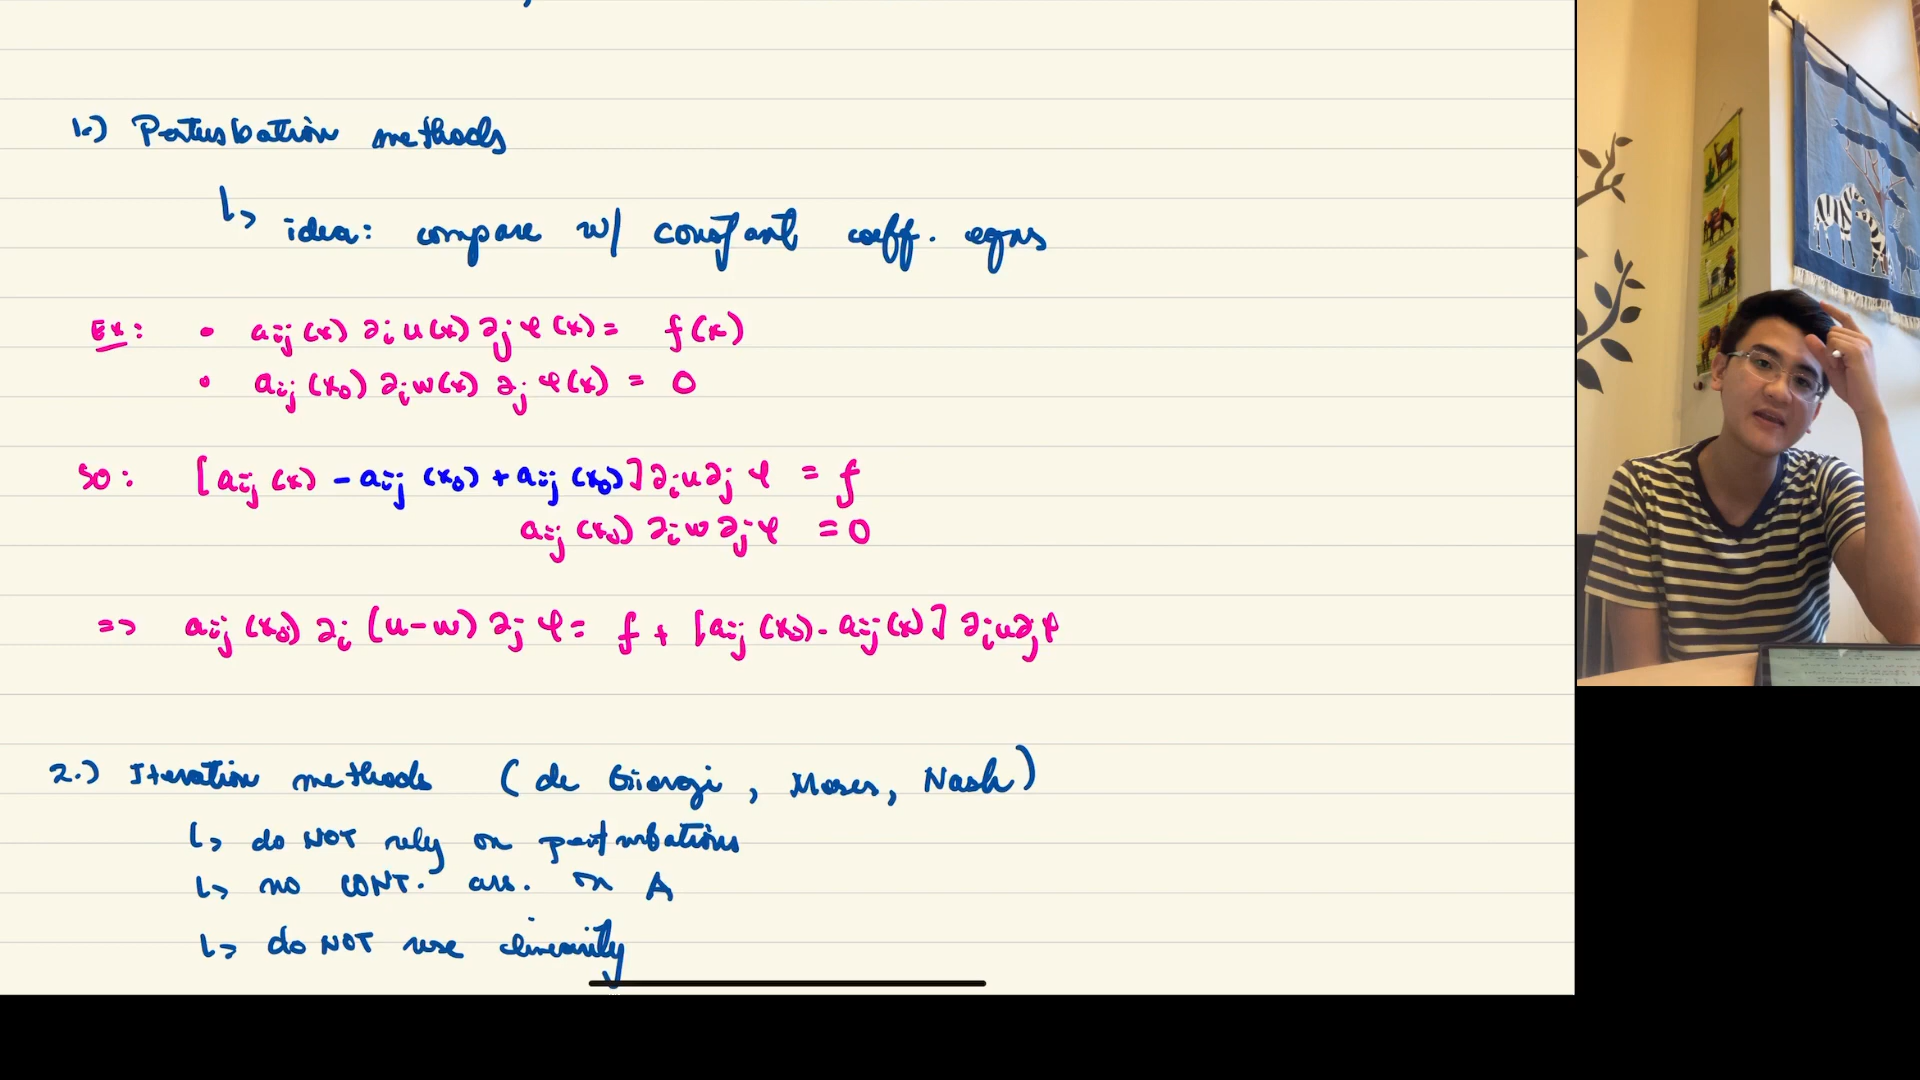 1.) Perturbation methods
↳ idea: compare w/ constant coeff. eqns
Ex: • aij (x) ∂i u(x) ∂j φ(x) = f(x)
• aij (x₀) ∂i w(x) ∂j φ(x) = 0
So: [aij (x) - aij (x₀) + aij (x₀)] ∂i u ∂j φ = f
aij (x₀) ∂i w ∂j φ = 0
=> aij (x₀) ∂i (u-w) ∂j φ = f + [aij (x₀) - aij (x)] ∂i u ∂j φ
2.) Iteration methods (de Giorgi, Moser, Nash)
↳ do NOT rely on perturbations
↳ no CONT. ass. on A
↳ do NOT use linearity